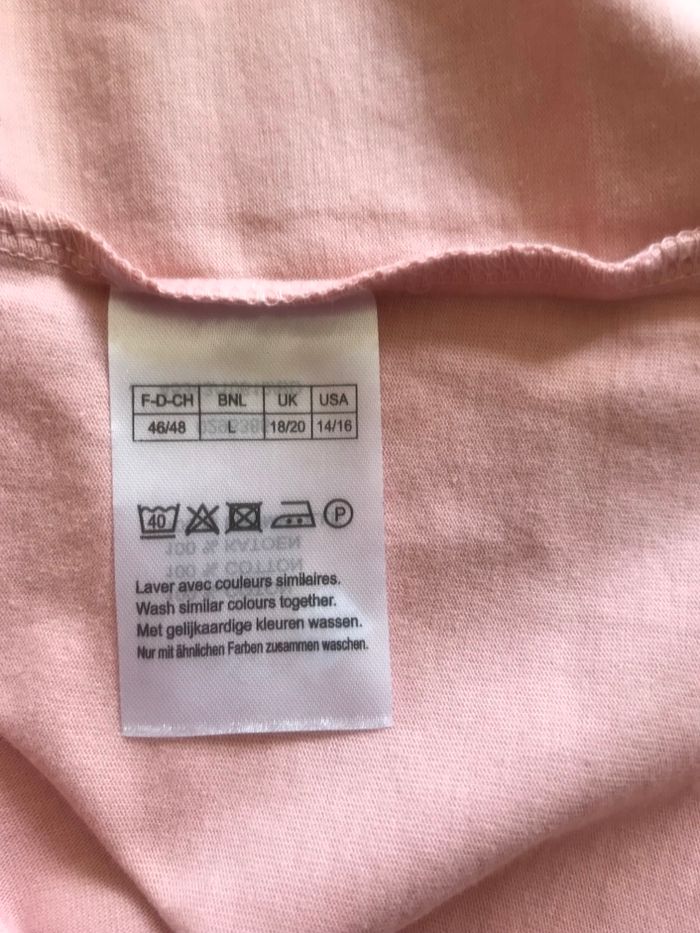 F-D-CH BNL UK USA
46/48 L 18/20 14/16
40 P
100 % KATOEN
100 % COTTON
Laver avec couleurs similaires.
Wash similar colours together.
Met gelijkaardige kleuren wassen.
Nur mit ähnlichen Farben zusammen waschen.